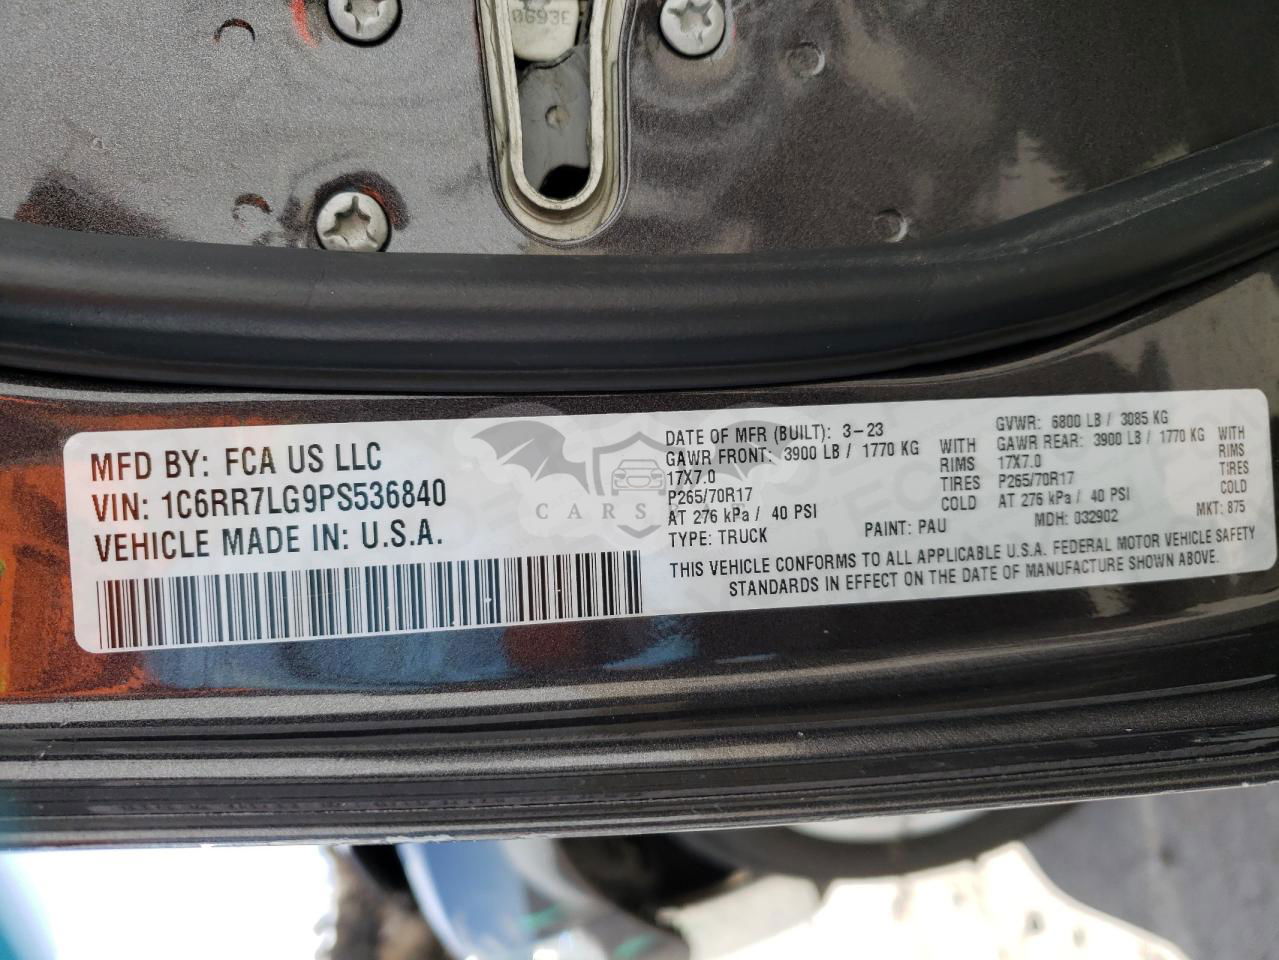 0693E
MFD BY: FCA US LLC
VIN: 1C6RR7LG9PS536840
VEHICLE MADE IN: U.S.A.
DATE OF MFR (BUILT): 3-23 GVWR: 6800 LB / 3085 KG
GAWR FRONT: 3900 LB / 1770 KG WITH GAWR REAR: 3900 LB / 1770 KG WITH
17X7.0 RIMS 17X7.0 RIMS
P265/70R17 TIRES P265/70R17 TIRES
AT 276 kPa / 40 PSI COLD AT 276 kPa / 40 PSI COLD
TYPE: TRUCK PAINT: PAU MDH: 032902 MKT: 875
THIS VEHICLE CONFORMS TO ALL APPLICABLE U.S.A. FEDERAL MOTOR VEHICLE SAFETY
STANDARDS IN EFFECT ON THE DATE OF MANUFACTURE SHOWN ABOVE.